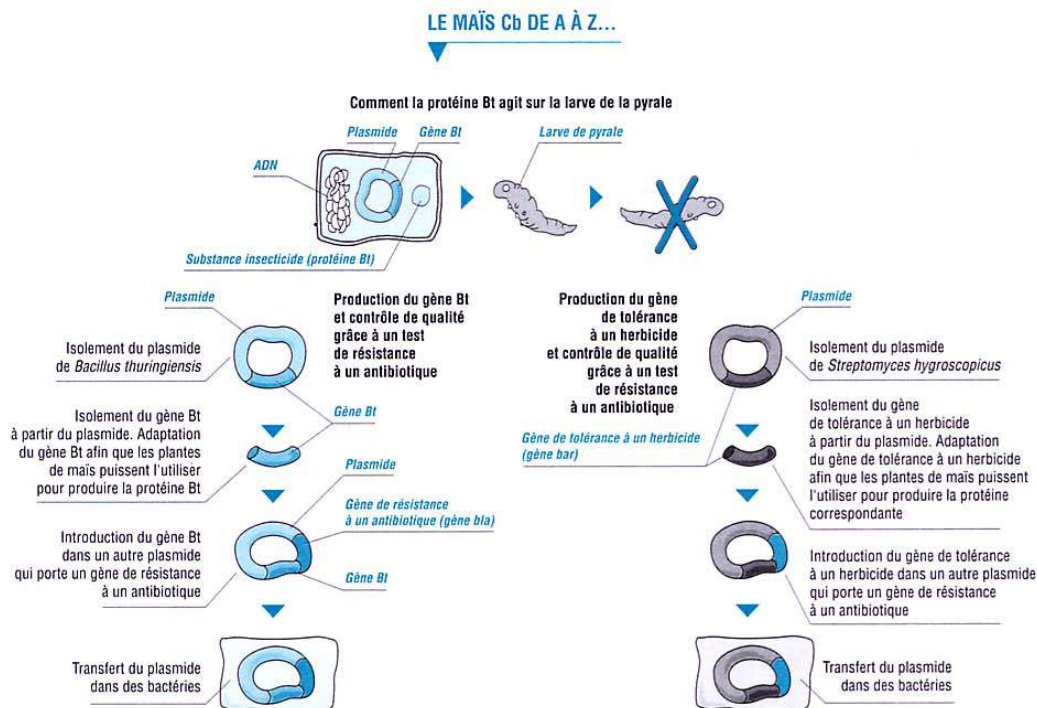 LE MAÏS Cb DE A À Z...
Comment la protéine Bt agit sur la larve de la pyrale
Plasmide
Gène Bt
Larve de pyrale
ADN
Substance insecticide (protéine Bt)
Plasmide
Production du gène Bt
et contrôle de qualité
grâce à un test
de résistance
à un antibiotique
Isolement du plasmide
de Bacillus thuringiensis
Gène Bt
Isolement du gène Bt
à partir du plasmide. Adaptation
du gène Bt afin que les plantes
de maïs puissent l'utiliser
pour produire la protéine Bt
Plasmide
Gène de résistance
à un antibiotique (gène bla)
Introduction du gène Bt
dans un autre plasmide
qui porte un gène de résistance
à un antibiotique
Gène Bt
Transfert du plasmide
dans des bactéries
Production du gène
de tolérance
à un herbicide
et contrôle de qualité
grâce à un test
de résistance
à un antibiotique
Plasmide
Isolement du plasmide
de Streptomyces hygroscopicus
Gène de tolérance à un herbicide
(gène bar)
Isolement du gène
de tolérance à un herbicide
à partir du plasmide. Adaptation
du gène de tolérance à un herbicide
afin que les plantes de maïs puissent
l'utiliser pour produire la protéine
correspondante
Introduction du gène de tolérance
à un herbicide dans un autre plasmide
qui porte un gène de résistance
à un antibiotique
Transfert du plasmide
dans des bactéries